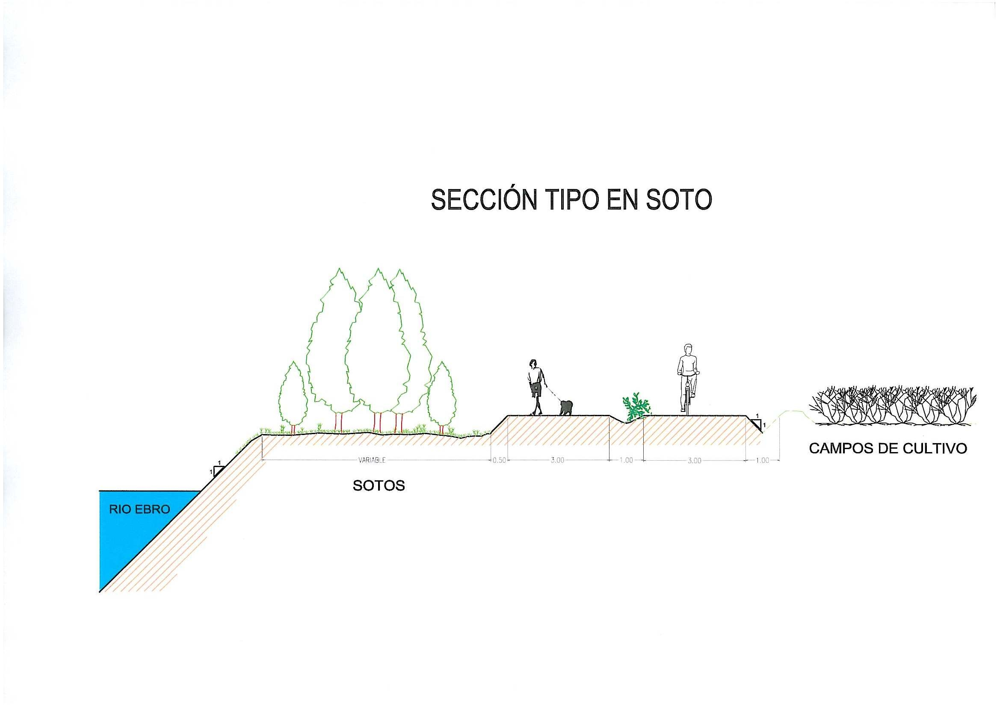 SECCIÓN TIPO EN SOTO
1
1
CAMPOS DE CULTIVO
VARIABLE 0.50 3.00 1.00 3.00 1.00
1
1
SOTOS
RIO EBRO